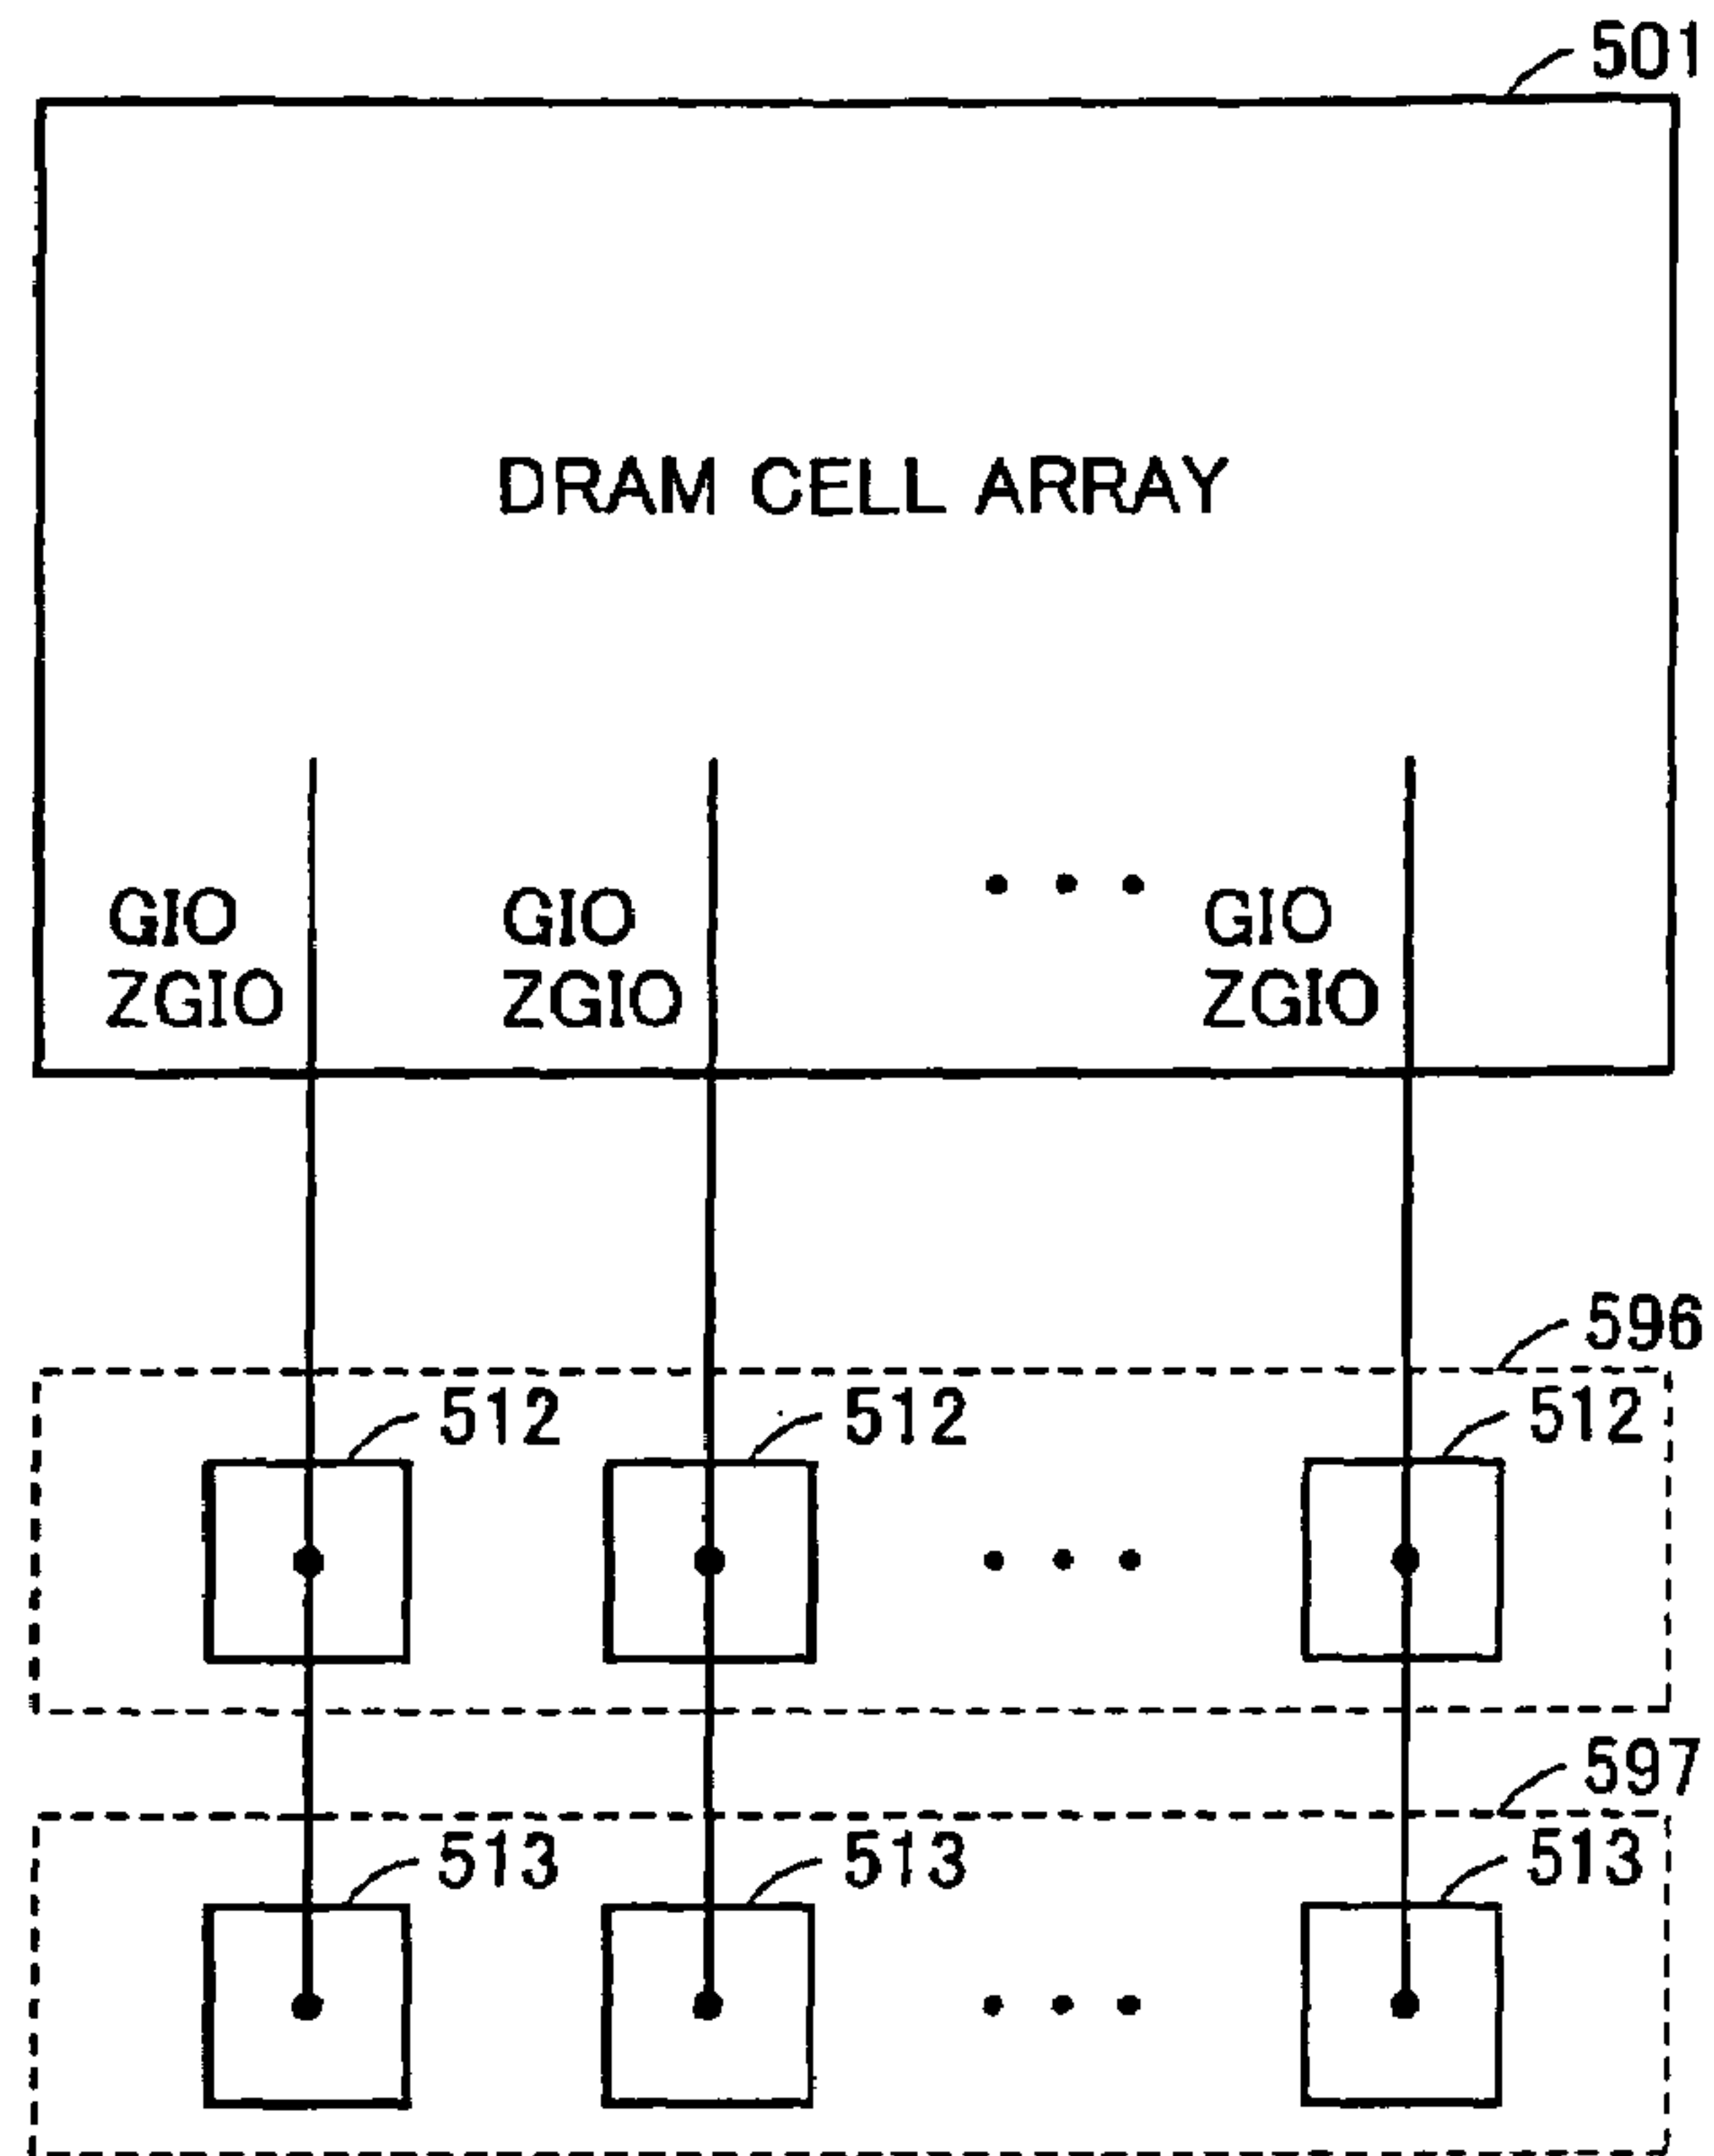 501
DRAM CELL ARRAY
GIO GIO GIO
ZGIO ZGIO ZGIO
596
512 512 512
597
513 513 513